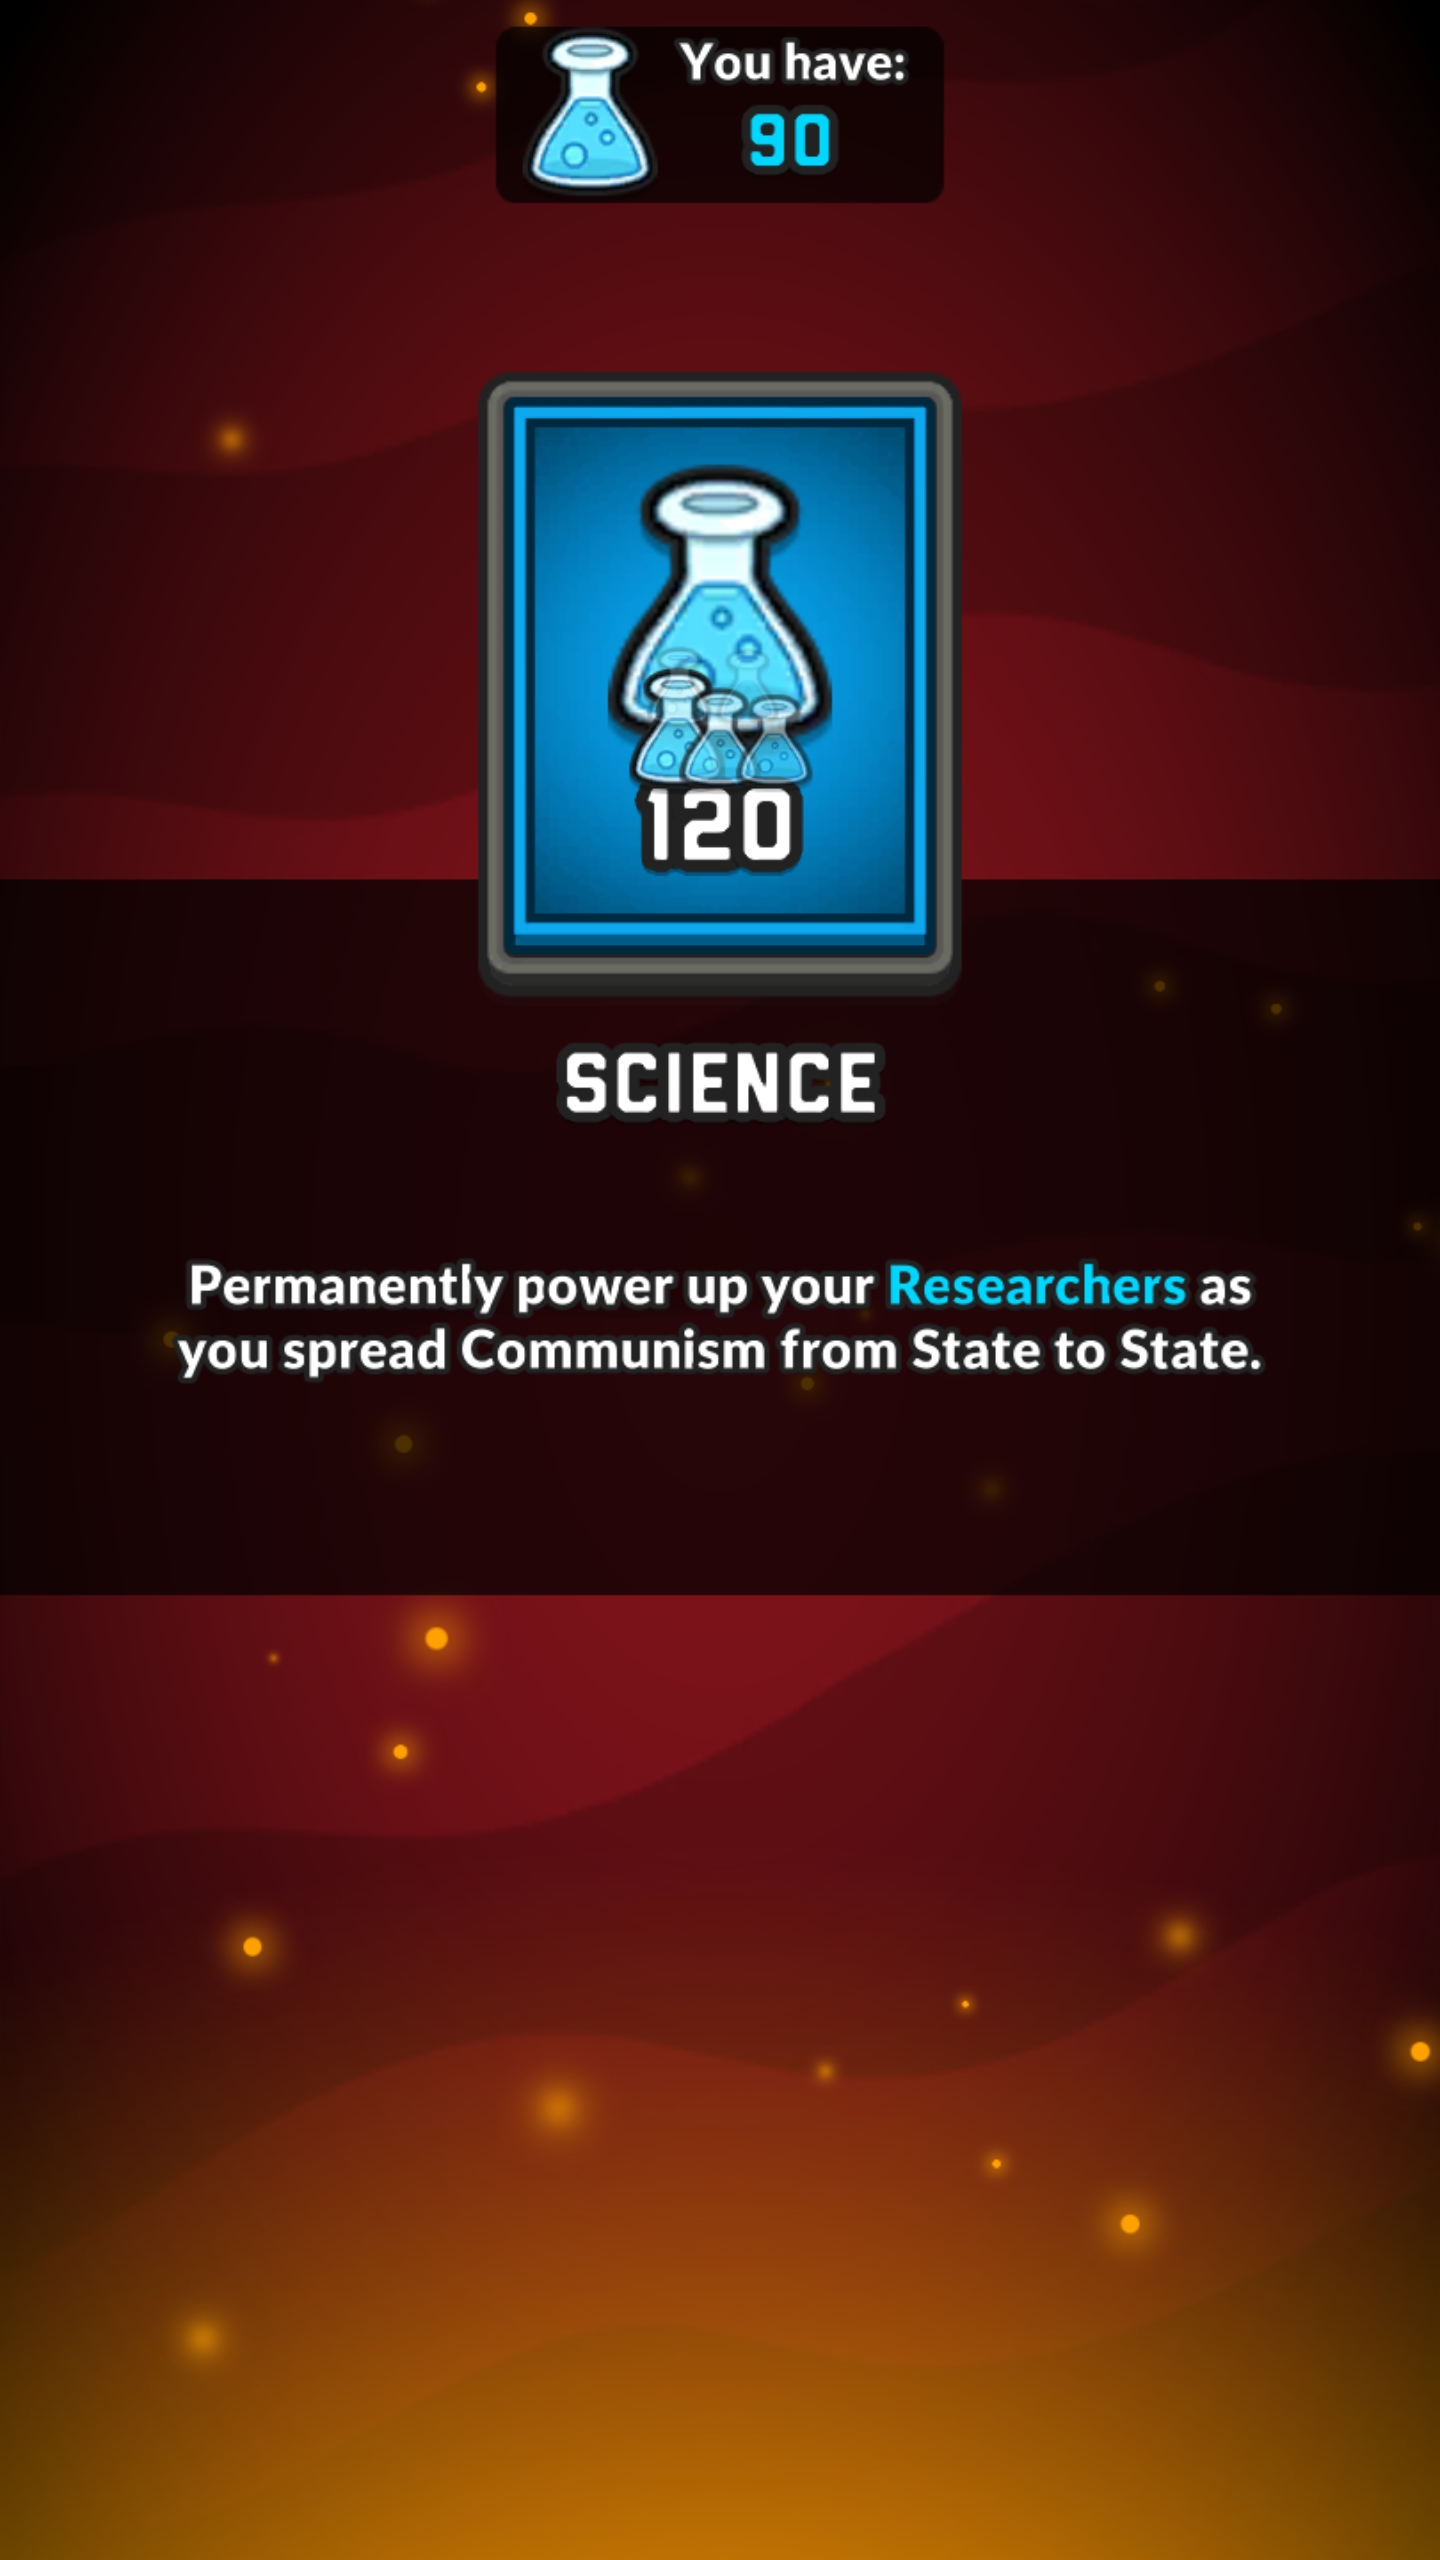 You have:
90
120
SCIENCE
Permanently power up your Researchers as
you spread Communism from State to State.